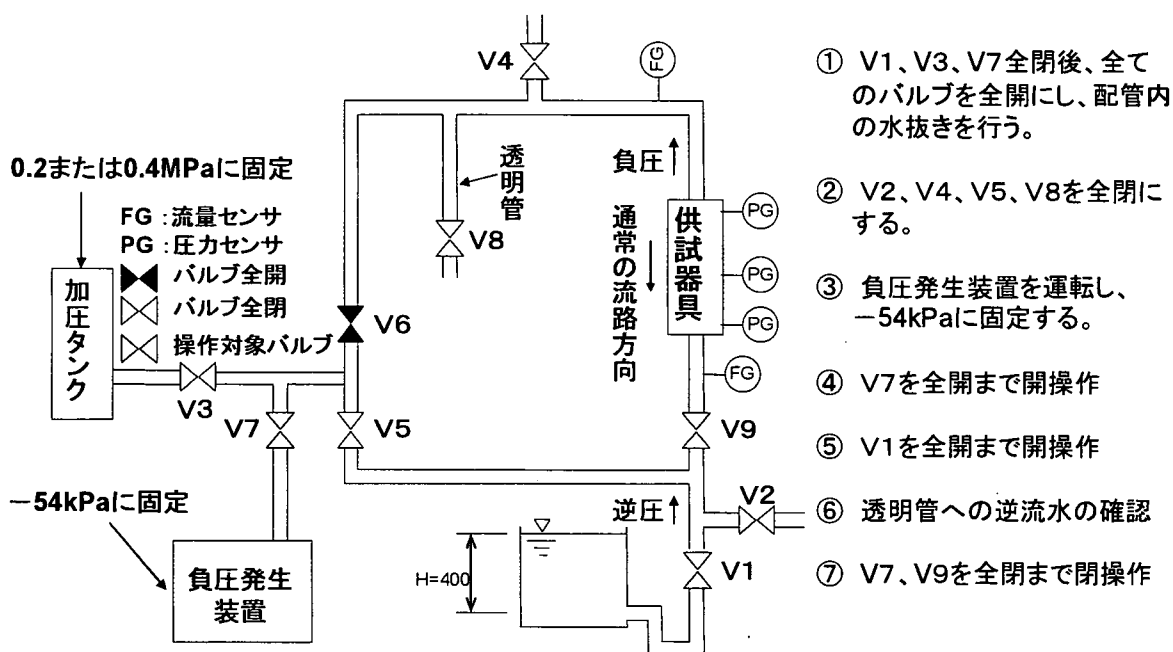 V4
FG
0.2または0.4MPaに固定
FG：流量センサ
PG：圧力センサ
バルブ全開
バルブ全閉
操作対象バルブ
加圧タンク
V3
V7
V6
V5
透明管
V8
負圧
通常の流路方向
供試器具
PG
PG
PG
FG
V9
V2
逆圧
V1
H=400
－54kPaに固定
負圧発生
装置
① V1、V3、V7全閉後、全て
のバルブを全開にし、配管内
の水抜きを行う。
② V2、V4、V5、V8を全閉に
する。
③ 負圧発生装置を運転し、
－54kPaに固定する。
④ V7を全開まで開操作
⑤ V1を全開まで開操作
⑥ 透明管への逆流水の確認
⑦ V7、V9を全閉まで閉操作